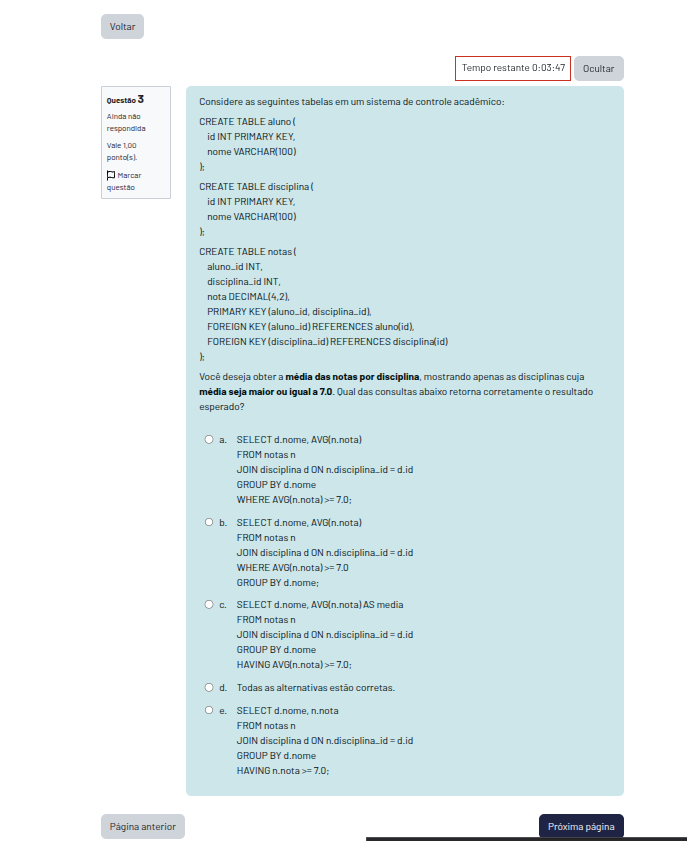 Voltar
Tempo restante 0:03:47
Ocultar
Questão 3
Ainda não
respondida
Vale 1,00
ponto(s).
Marcar
questão
Considere as seguintes tabelas em um sistema de controle acadêmico:
CREATE TABLE aluno (
id INT PRIMARY KEY,
nome VARCHAR(100)
);
CREATE TABLE disciplina (
id INT PRIMARY KEY,
nome VARCHAR(100)
);
CREATE TABLE notas (
aluno_id INT,
disciplina_id INT,
nota DECIMAL(4,2),
PRIMARY KEY (aluno_id, disciplina_id),
FOREIGN KEY (aluno_id) REFERENCES aluno(id),
FOREIGN KEY (disciplina_id) REFERENCES disciplina(id)
);
Você deseja obter a média das notas por disciplina, mostrando apenas as disciplinas cuja
média seja maior ou igual a 7.0. Qual das consultas abaixo retorna corretamente o resultado
esperado?
a. SELECT d.nome, AVG(n.nota)
FROM notas n
JOIN disciplina d ON n.disciplina_id = d.id
GROUP BY d.nome
WHERE AVG(n.nota) >= 7.0;
b. SELECT d.nome, AVG(n.nota)
FROM notas n
JOIN disciplina d ON n.disciplina_id = d.id
WHERE AVG(n.nota) >= 7.0
GROUP BY d.nome;
c. SELECT d.nome, AVG(n.nota) AS media
FROM notas n
JOIN disciplina d ON n.disciplina_id = d.id
GROUP BY d.nome
HAVING AVG(n.nota) >= 7.0;
d. Todas as alternativas estão corretas.
e. SELECT d.nome, n.nota
FROM notas n
JOIN disciplina d ON n.disciplina_id = d.id
GROUP BY d.nome
HAVING n.nota >= 7.0;
Página anterior
Próxima página